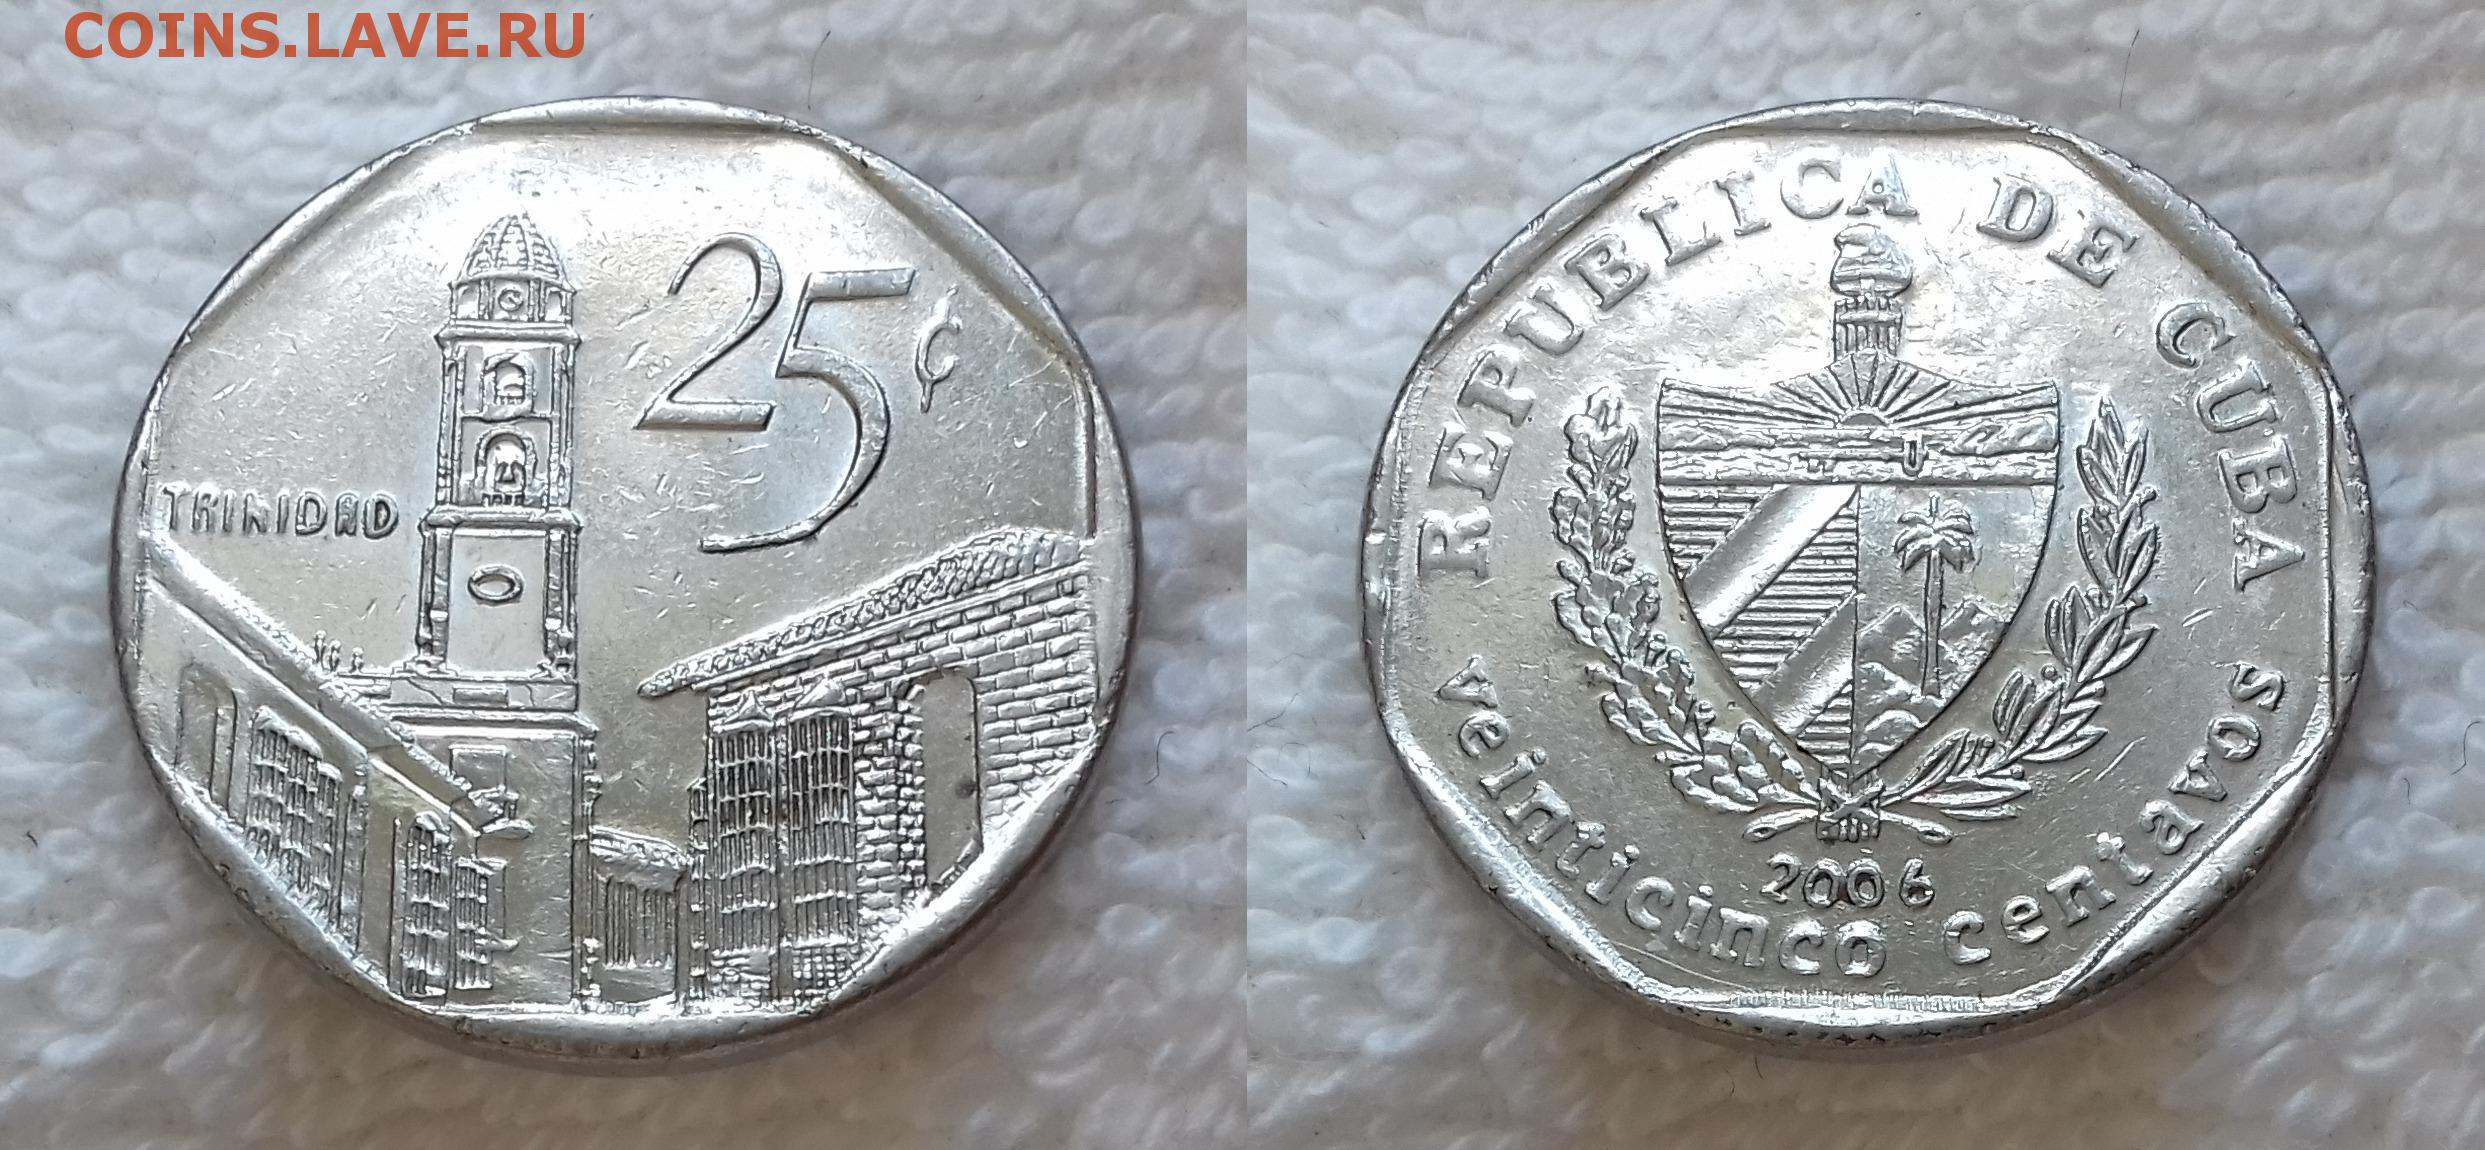 COINS.LAVE.RU
25¢
TRINIDAD
REPUBLICA DE CUBA
2006
veinticinco centavos